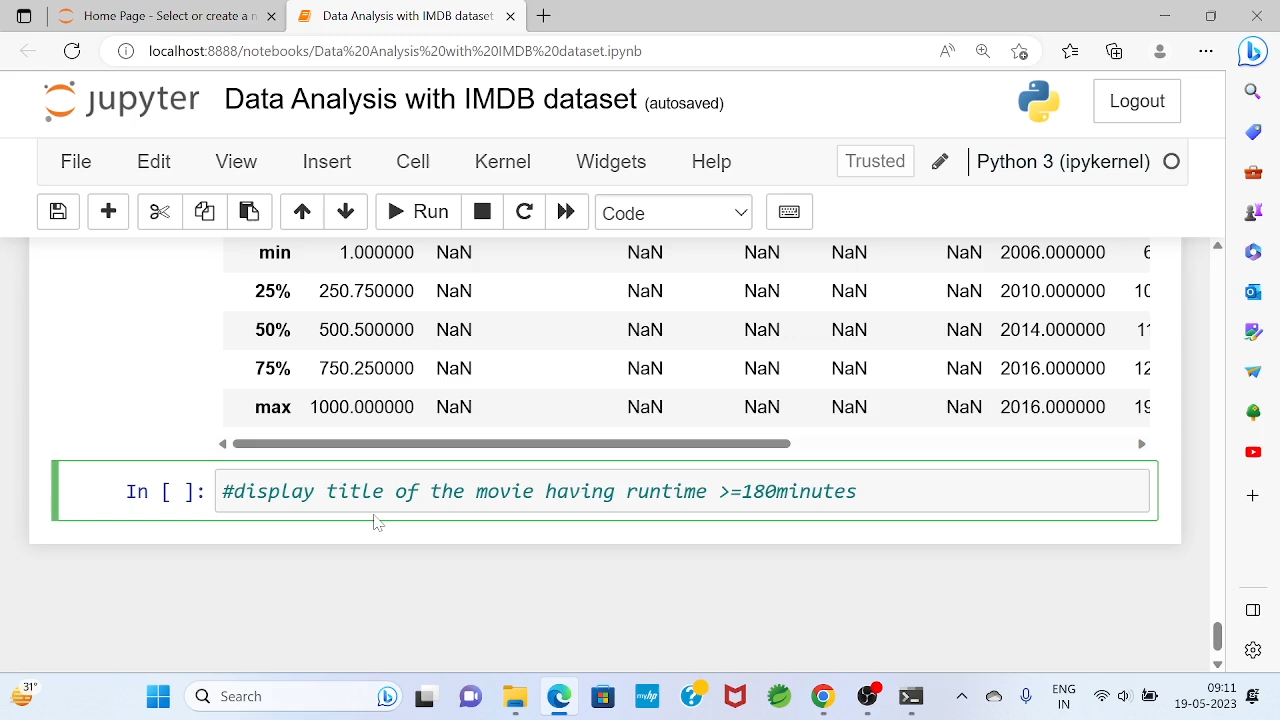 Home Page - Select or create a n
Data Analysis with IMDB dataset
localhost:8888/notebooks/Data%20Analysis%20with%20IMDB%20dataset.ipynb
jupyter Data Analysis with IMDB dataset (autosaved)
Logout
File Edit View Insert Cell Kernel Widgets Help
Trusted
Python 3 (ipykernel)
Run
Code
min 1.000000 NaN NaN NaN NaN NaN 2006.000000 6
25% 250.750000 NaN NaN NaN NaN NaN 2010.000000 10
50% 500.500000 NaN NaN NaN NaN NaN 2014.000000 11
75% 750.250000 NaN NaN NaN NaN NaN 2016.000000 12
max 1000.000000 NaN NaN NaN NaN NaN 2016.000000 19
In [ ]: #display title of the movie having runtime >=180minutes
31°
Search
ENG
IN
09:11
19-05-2023